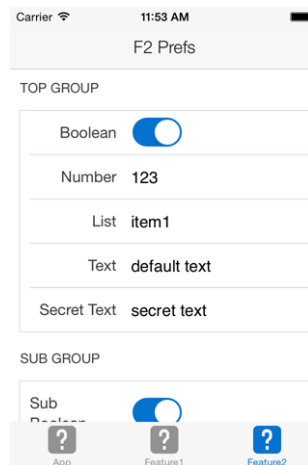 Carrier 11:53 AM
F2 Prefs
TOP GROUP
Boolean
Number 123
List item1
Text default text
Secret Text secret text
SUB GROUP
Sub
Boolean
? ? ?
App Feature1 Feature2